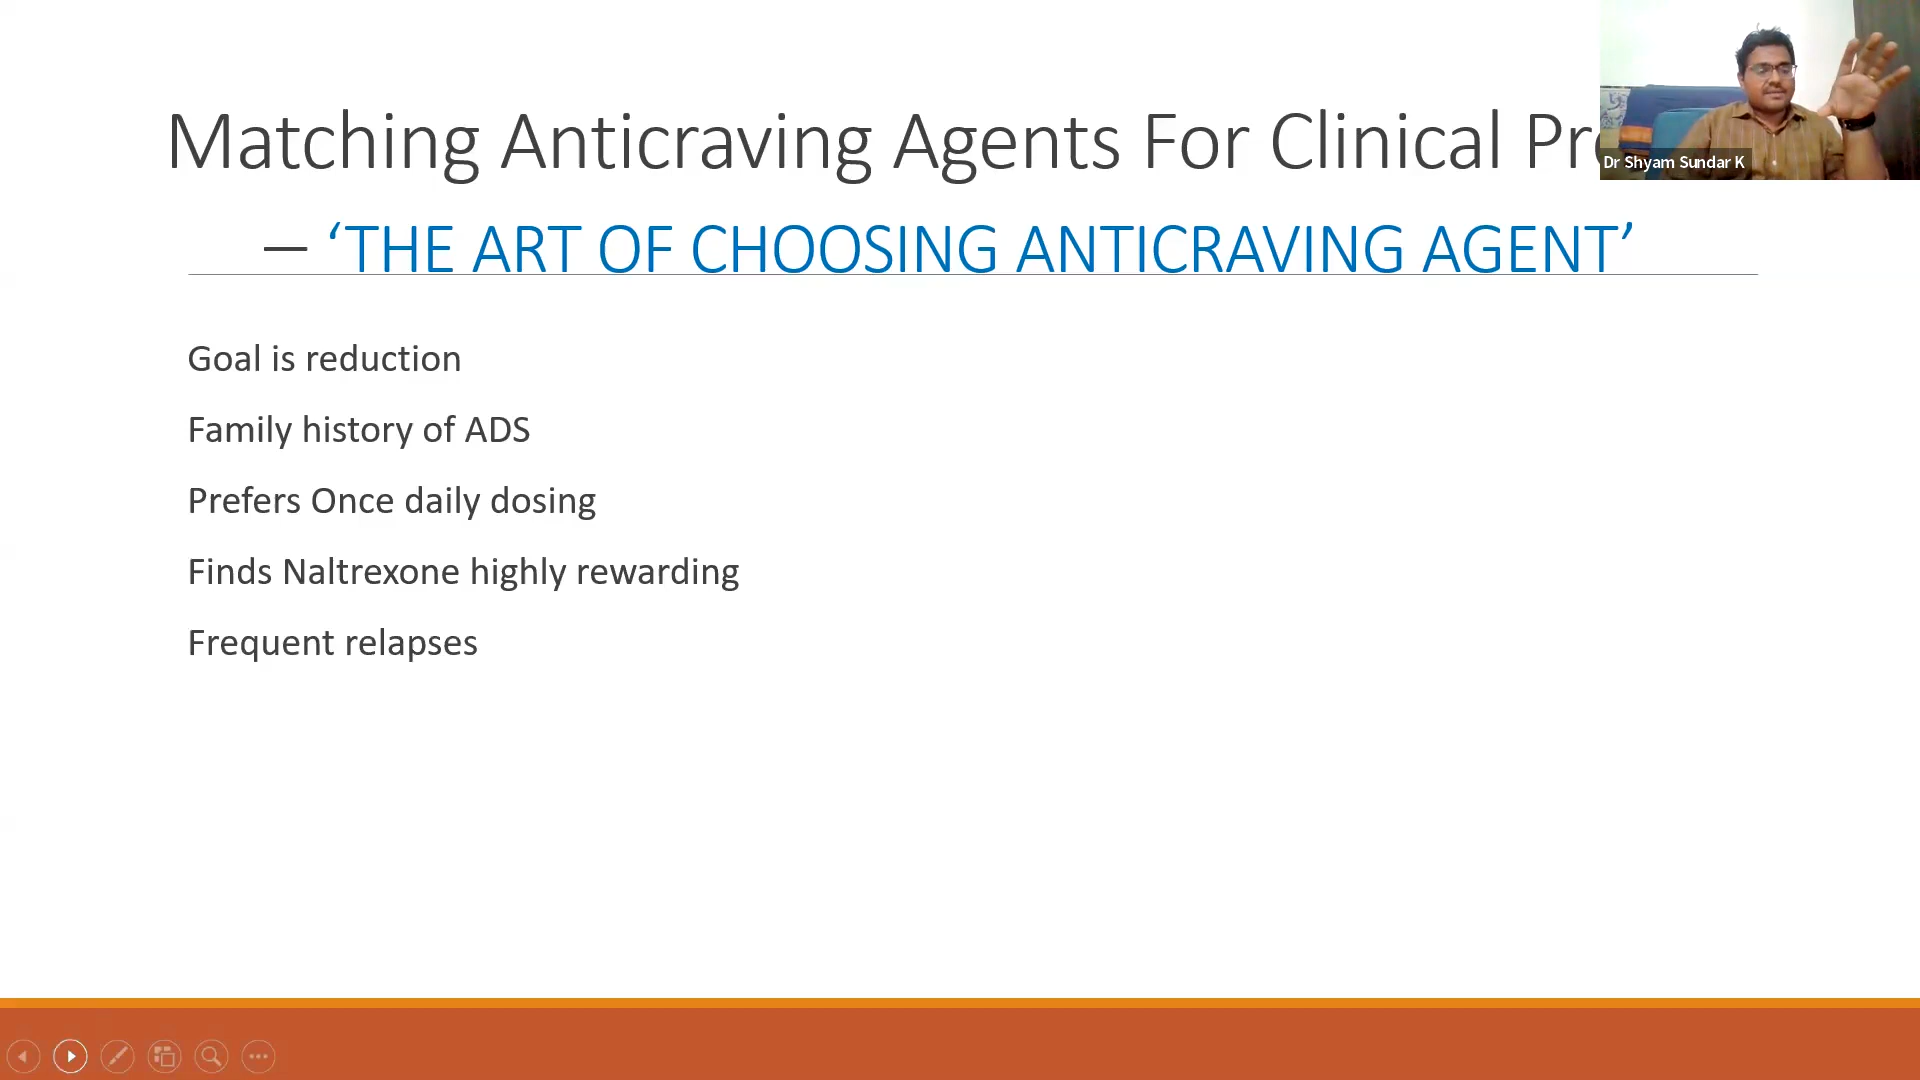 Matching Anticraving Agents For Clinical
– ‘THE ART OF CHOOSING ANTICRAVING AGENT’
Dr Shyam Sundar K
Goal is reduction
Family history of ADS
Prefers Once daily dosing
Finds Naltrexone highly rewarding
Frequent relapses